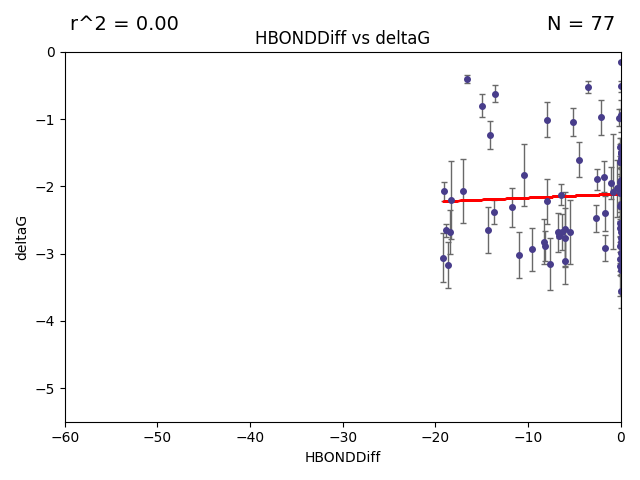 r^2 = 0.00
N = 77
HBONDDiff vs deltaG
0
−1
−2
−3
−4
−5
deltaG
−60
−50
−40
−30
−20
−10
0
HBONDDiff